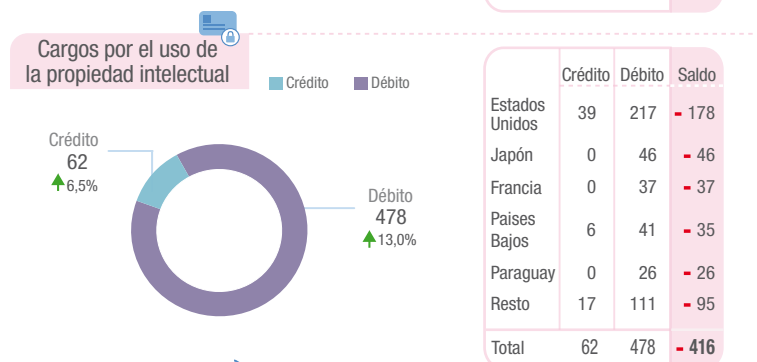 Cargos por el uso de
la propiedad intelectual
Crédito Débito
Crédito
62
6,5%
Débito
478
13,0%
Crédito Débito Saldo
Estados
Unidos 39 217 - 178
Japón 0 46 - 46
Francia 0 37 - 37
Paises
Bajos 6 41 - 35
Paraguay 0 26 - 26
Resto 17 111 - 95
Total 62 478 - 416